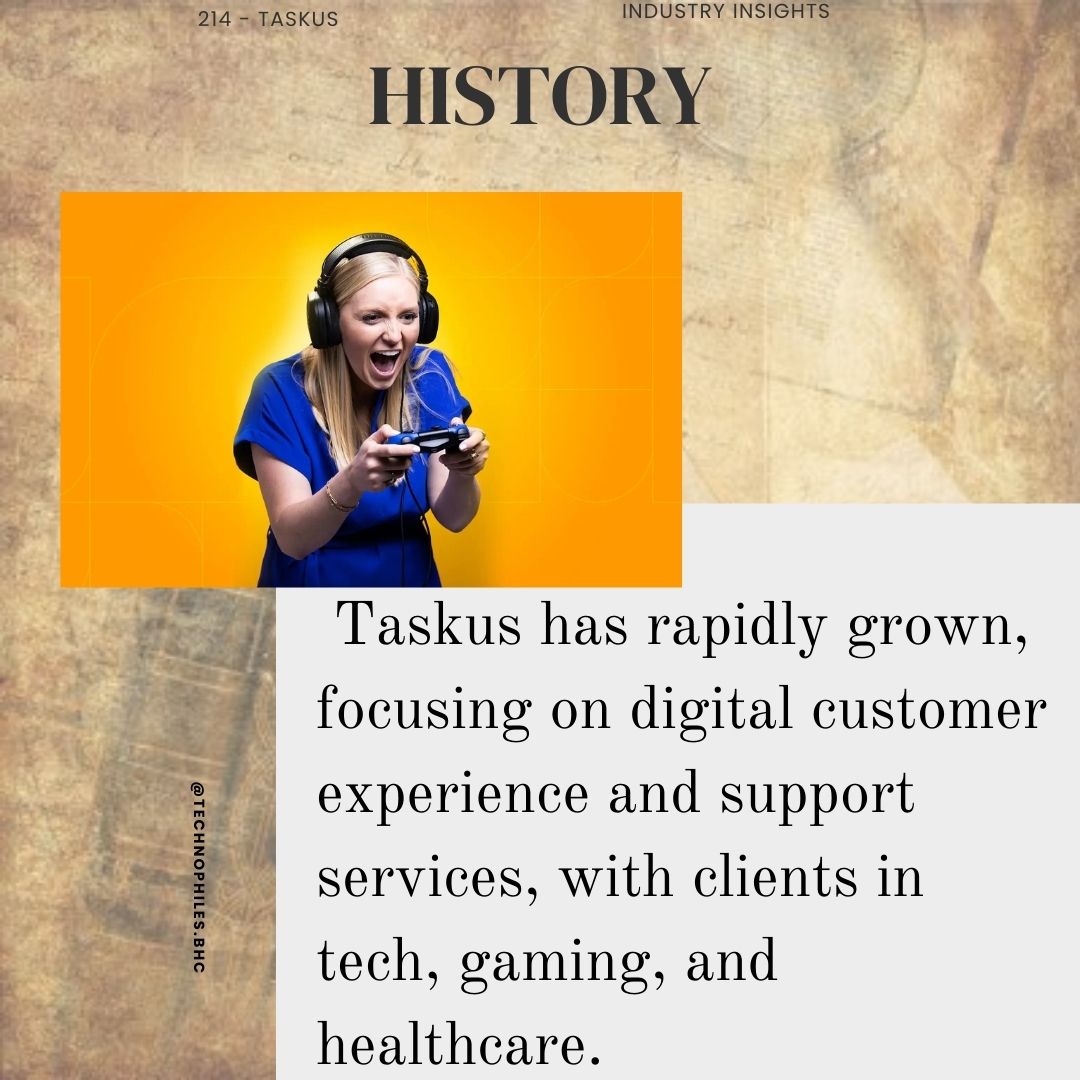 214 - TASKUS
INDUSTRY INSIGHTS
HISTORY
Taskus has rapidly grown,
focusing on digital customer
experience and support
services, with clients in
tech, gaming, and
healthcare.
@TECHNOPHILES.BHC